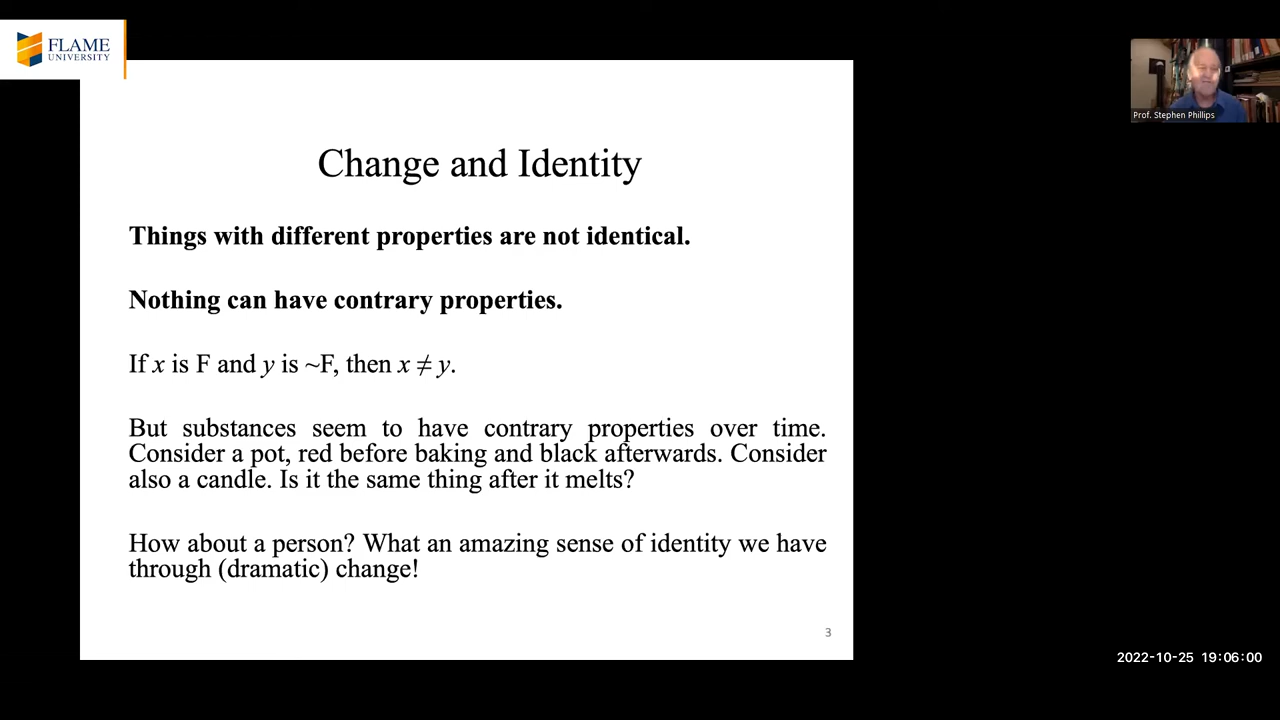 FLAME
UNIVERSITY
Prof. Stephen Phillips
Change and Identity
Things with different properties are not identical.
Nothing can have contrary properties.
If x is F and y is ~F, then x ≠ y.
But substances seem to have contrary properties over time.
Consider a pot, red before baking and black afterwards. Consider
also a candle. Is it the same thing after it melts?
How about a person? What an amazing sense of identity we have
through (dramatic) change!
3
2022-10-25 19:06:00